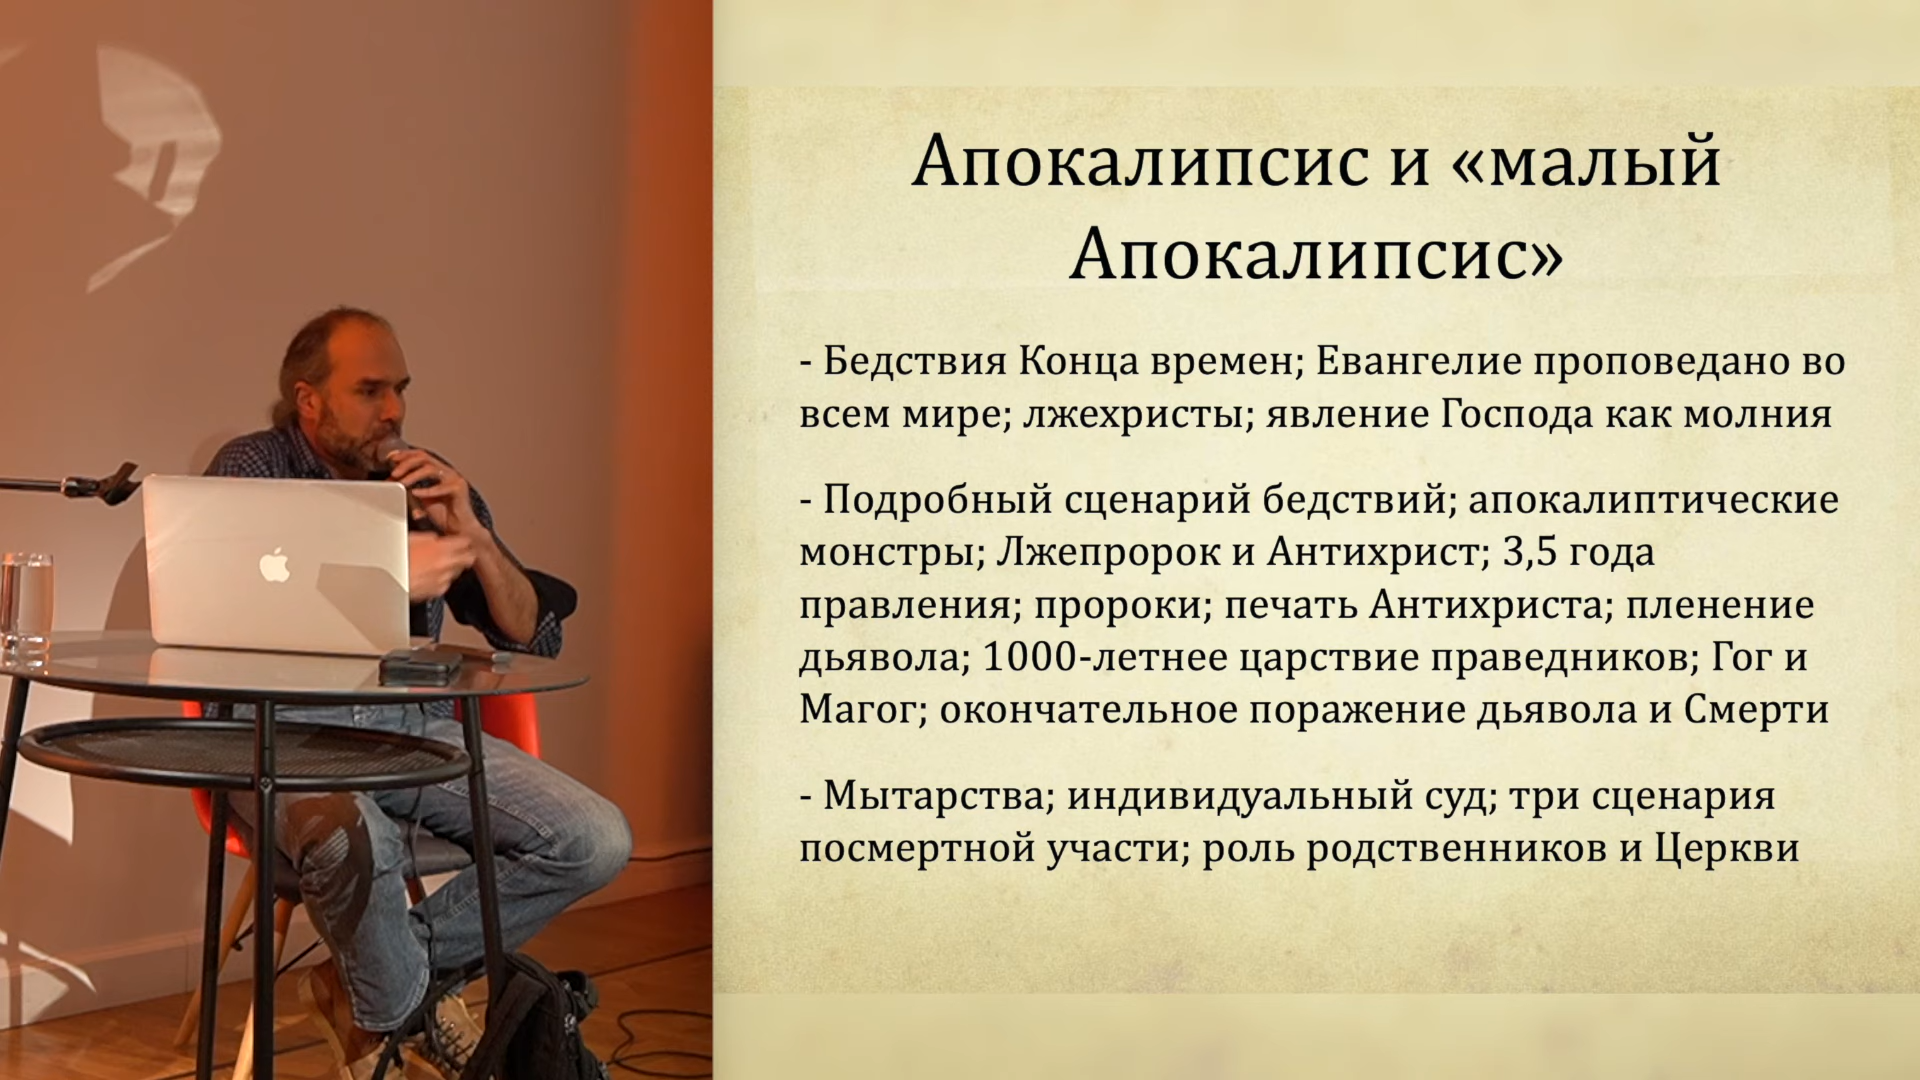 Апокалипсис и «малый
Апокалипсис»
- Бедствия Конца времен; Евангелие проповедано во
всем мире; лжехристы; явление Господа как молния
- Подробный сценарий бедствий; апокалиптические
монстры; Лжепророк и Антихрист; 3,5 года
правления; пророки; печать Антихриста; пленение
дьявола; 1000-летнее царствие праведников; Гог и
Магог; окончательное поражение дьявола и Смерти
- Мытарства; индивидуальный суд; три сценария
посмертной участи; роль родственников и Церкви